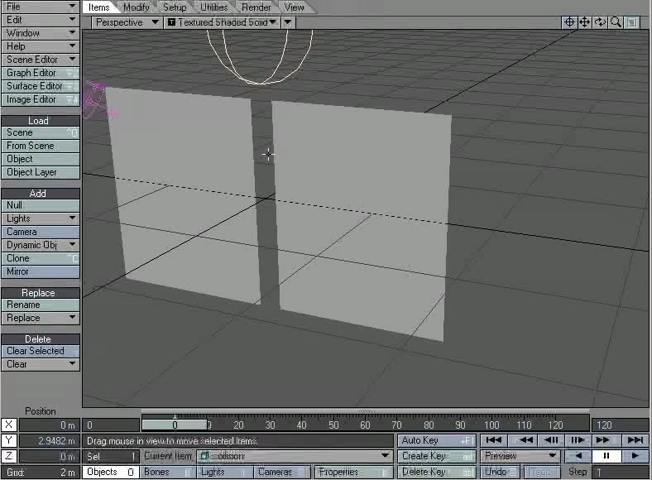 File
Items Modify Setup Utilities Render View
Edit
Perspective Textured Shaded Solid
Window
Help
Scene Editor
Graph Editor
Surface Editor
Image Editor
Load
Scene
From Scene
Object
Object Layer
Add
Null
Lights
Camera
Dynamic Obj
Clone
Mirror
Replace
Rename
Replace
Delete
Clear Selected
Clear
Position
X 0 m 0 0 10 20 30 40 50 60 70 80 90 100 110 120 120
Y 2.9482 m Drag mouse in view to move selected items. Auto Key
Z 0 m Sel: 1 Current Item Create Key Preview
Grid: 2 m Objects 0 Bones Lights Cameras Properties Delete Key Undo Step 1